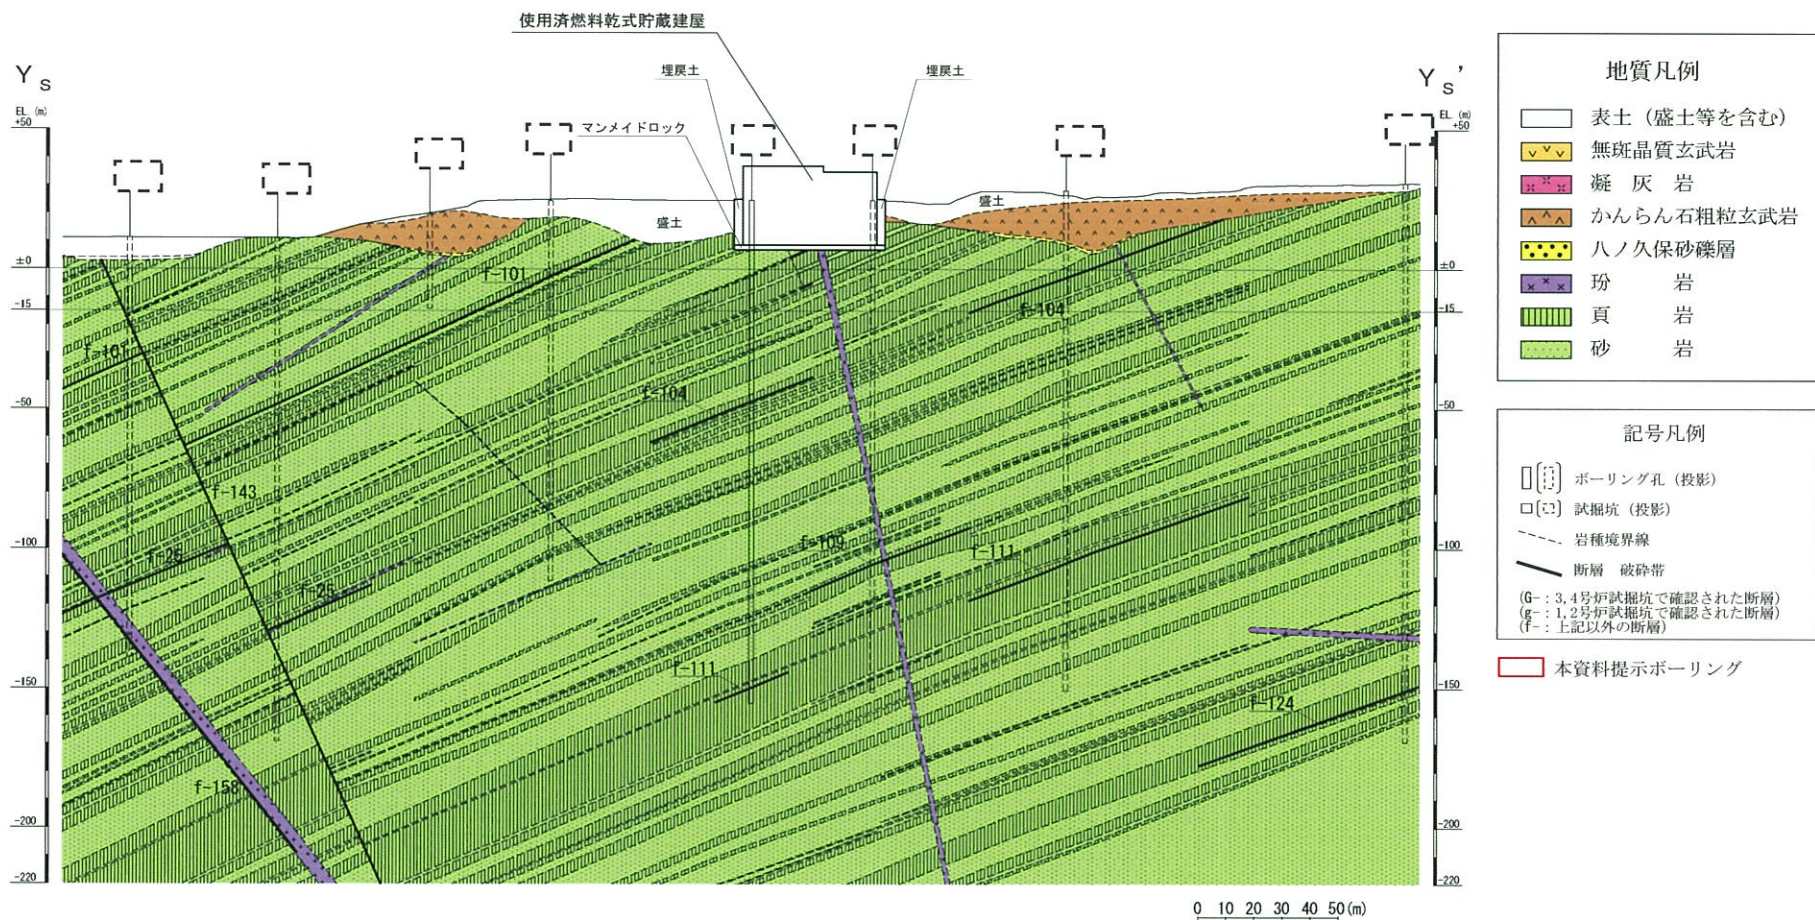 使用済燃料乾式貯蔵建屋
埋戻土
埋戻土
マンメイドロック
Ys
Ys'
EL. (m)
+50
±0
-15
-50
-100
-150
-200
-220
EL. (m)
+50
±0
-15
-50
-100
-150
-200
-220
盛土
盛土
f-101
f-101
f-104
f-104
f-143
f-25
f-25
f-109
f-111
f-111
f-124
f-158
0 10 20 30 40 50(m)
地質凡例
表土（盛土等を含む）
無斑晶質玄武岩
凝灰岩
かんらん石粗粒玄武岩
八ノ久保砂礫層
玢岩
頁岩
砂岩
記号凡例
ボーリング孔（投影）
試掘坑（投影）
岩種境界線
断層 破砕帯
(G-：3,4号炉試掘坑で確認された断層)
(g-：1,2号炉試掘坑で確認された断層)
(f-：上記以外の断層)
本資料提示ボーリング